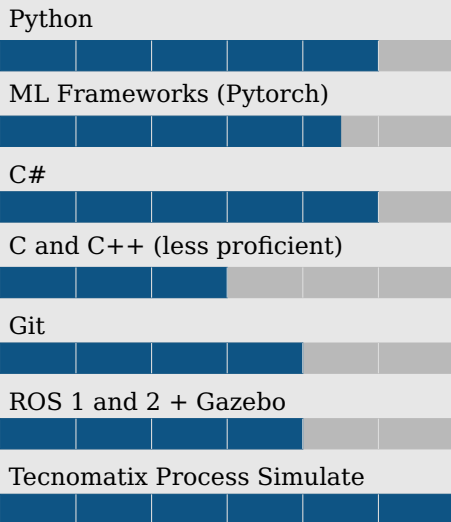 Python
ML Frameworks (Pytorch)
C#
C and C++ (less proficient)
Git
ROS 1 and 2 + Gazebo
Tecnomatix Process Simulate